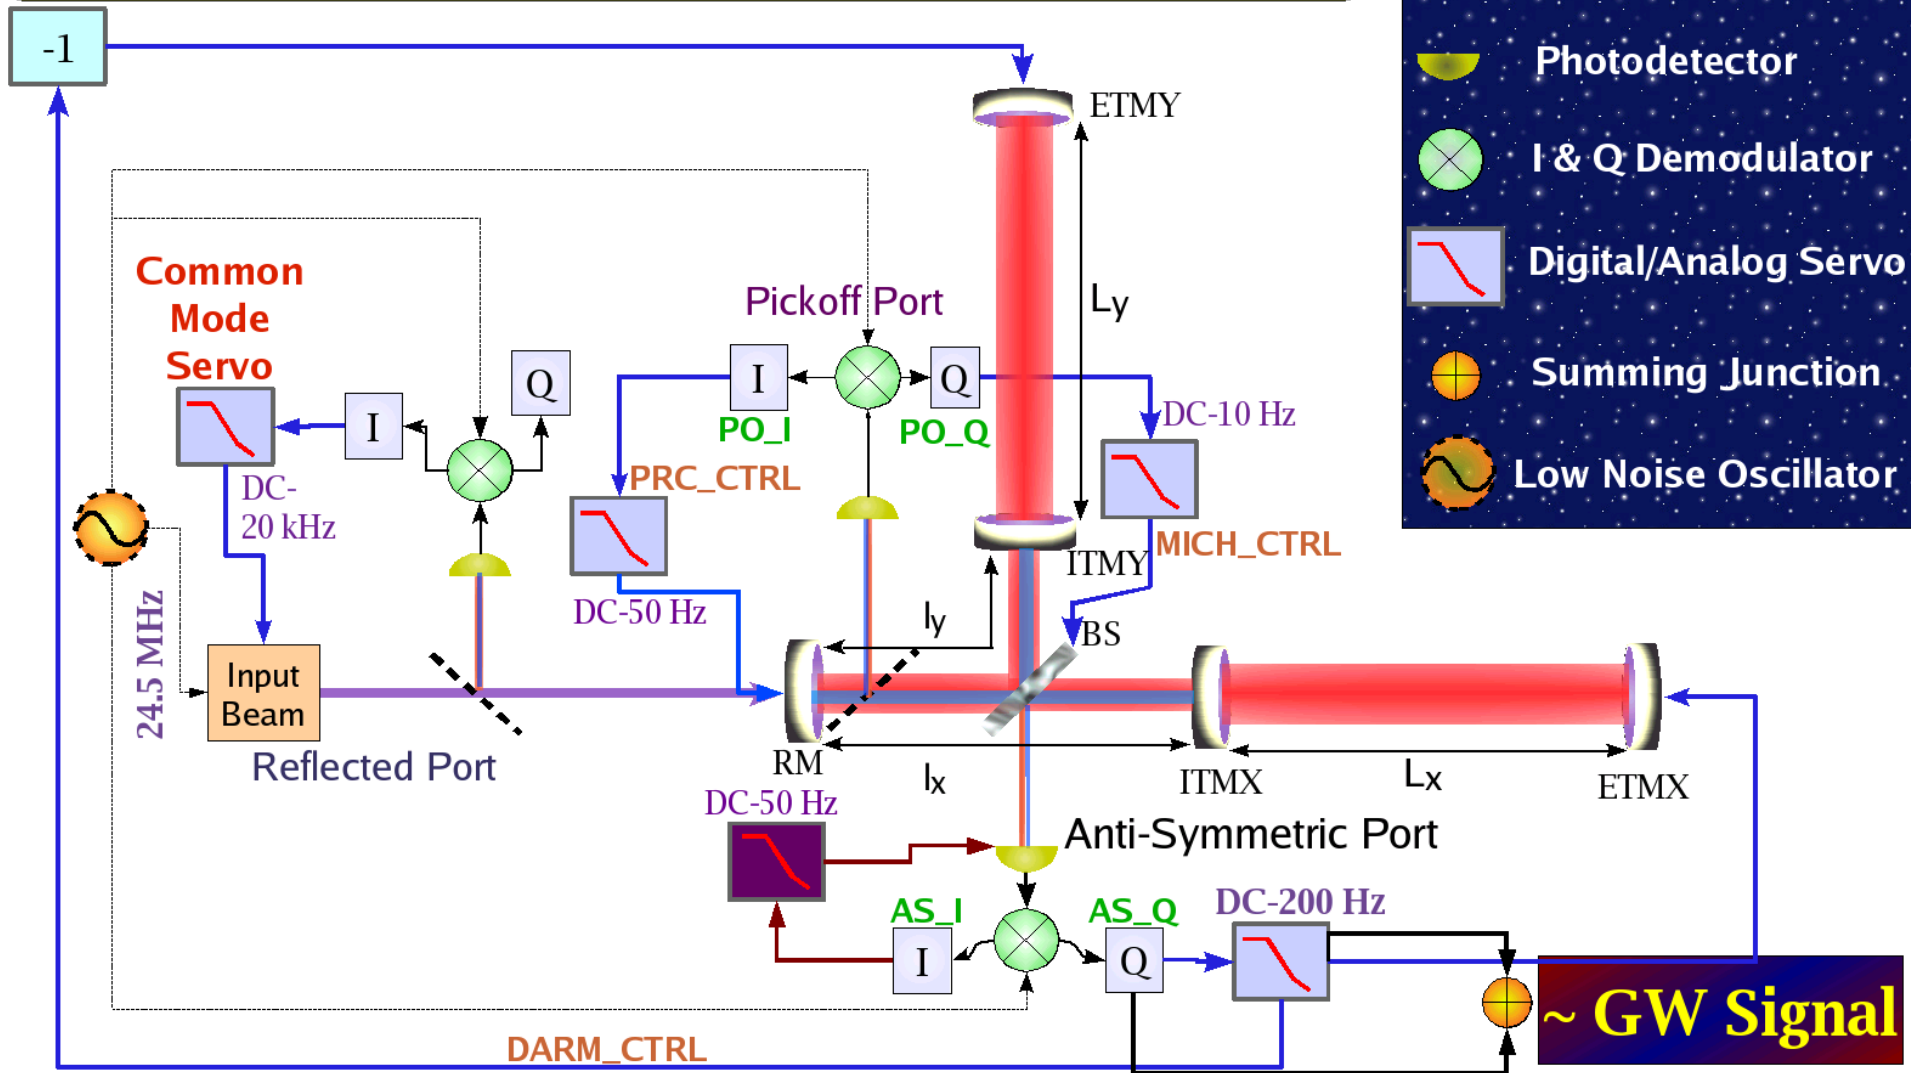 -1
ETMY
Photodetector
I & Q Demodulator
Digital/Analog Servo
Summing Junction
Low Noise Oscillator
Common
Mode
Servo
Pickoff Port
Ly
I
Q
PO_I
PO_Q
DC-10 Hz
I
Q
DC-
20 kHz
PRC_CTRL
MICH_CTRL
ITMY
DC-50 Hz
24.5 MHz
ly
BS
Input
Beam
Reflected Port
RM
lx
ITMX
Lx
ETMX
DC-50 Hz
Anti-Symmetric Port
AS_I
AS_Q
DC-200 Hz
I
Q
~ GW Signal
DARM_CTRL